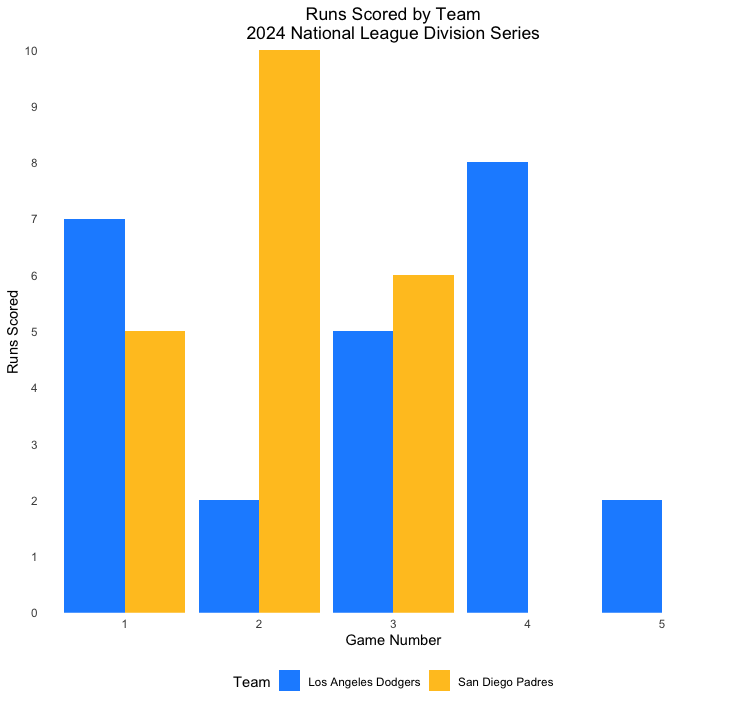 Runs Scored by Team
2024 National League Division Series
Runs Scored
10
9
8
7
6
5
4
3
2
1
0
1 2 3 4 5
Game Number
Team Los Angeles Dodgers San Diego Padres